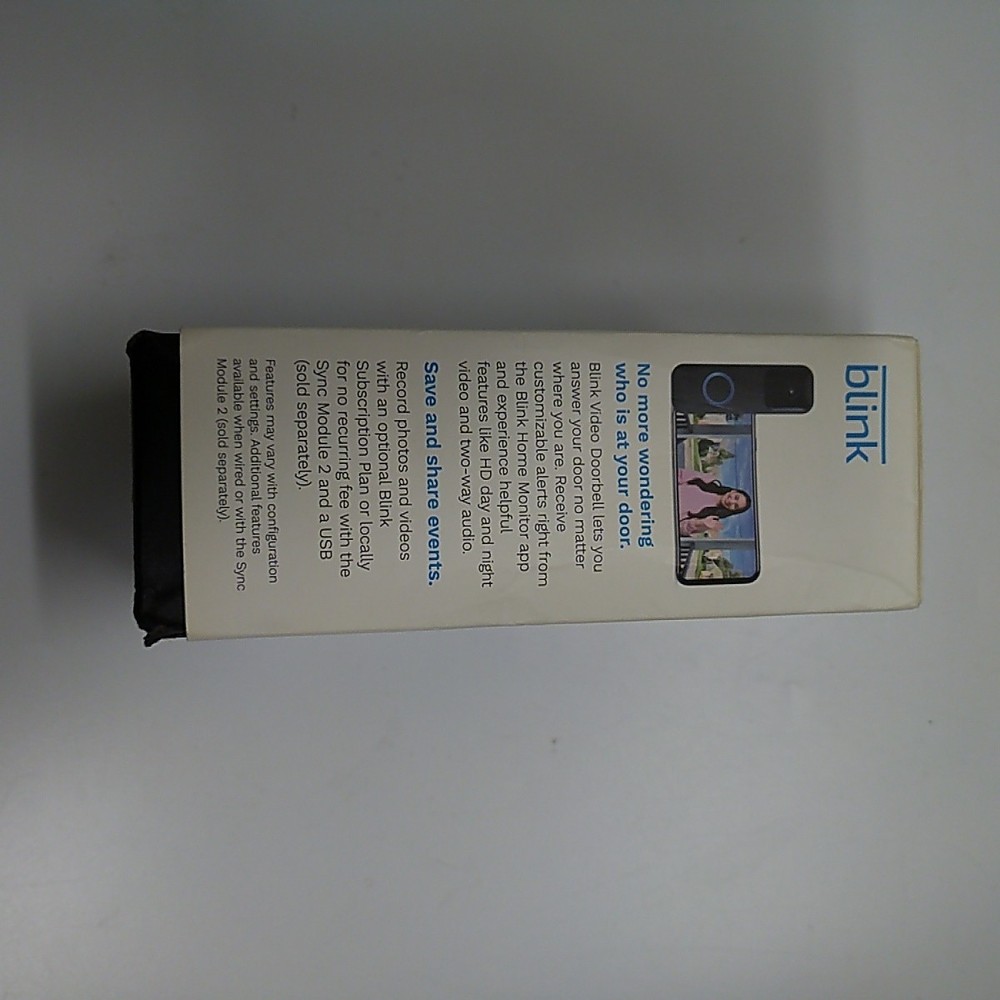 blink
No more wondering
who is at your door.
Blink Video Doorbell lets you
answer your door no matter
where you are. Receive
customizable alerts right from
the Blink Home Monitor app
and experience helpful
features like HD day and night
video and two-way audio.
Save and share events.
Record photos and videos
with an optional Blink
Subscription Plan or locally
for no recurring fee with the
Sync Module 2 and a USB
(sold separately).
Features may vary with configuration
and settings. Additional features
available when wired or with the Sync
Module 2 (sold separately).